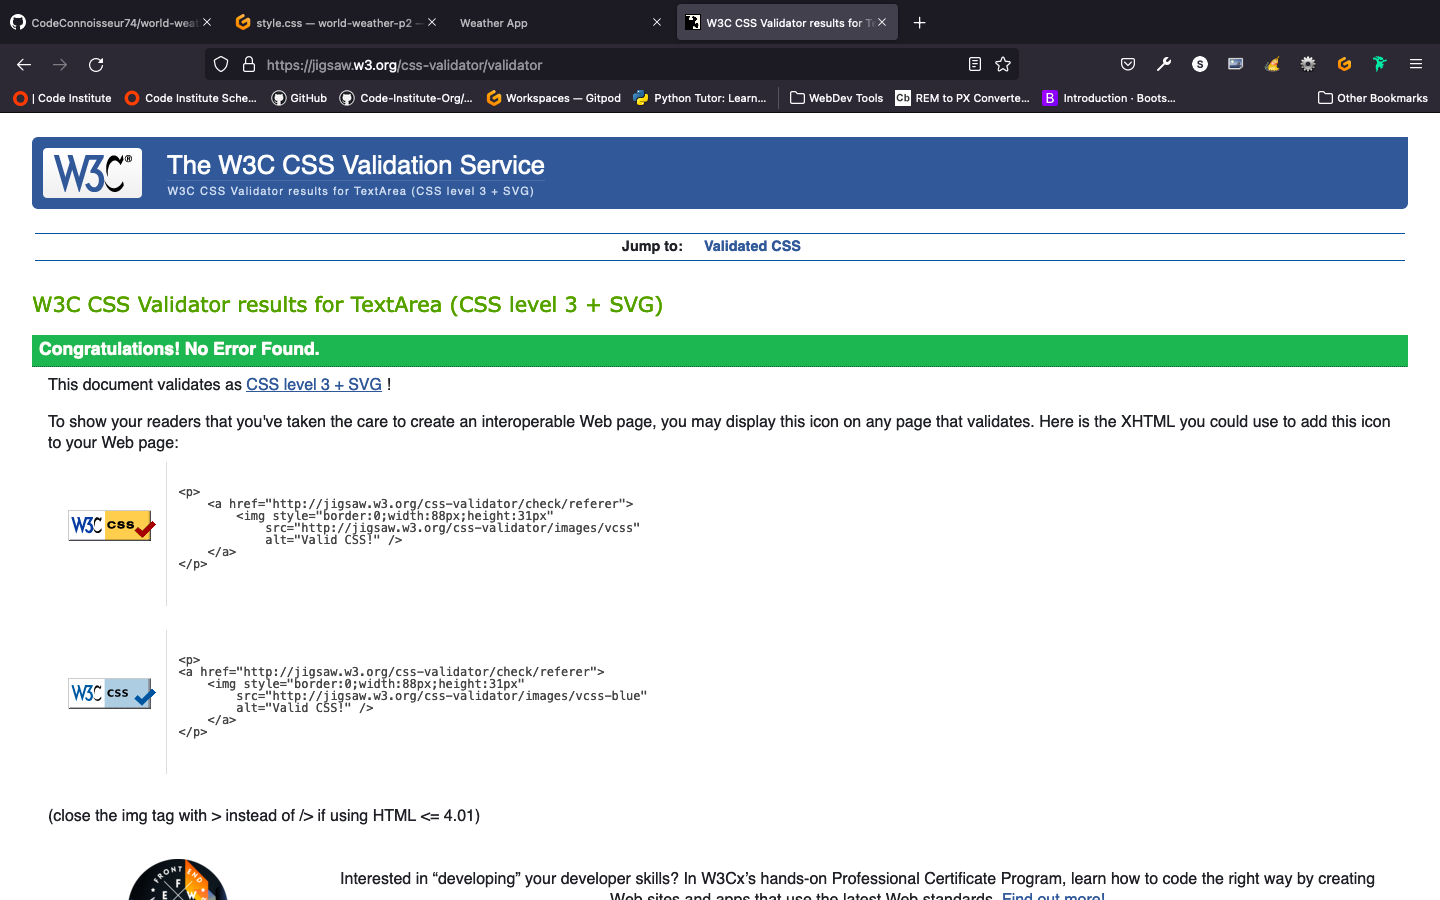 CodeConnoisseur74/world-weat
style.css — world-weather-p2 —
Weather App
W3C CSS Validator results for Te
https://jigsaw.w3.org/css-validator/validator
S
| Code Institute
Code Institute Sche...
GitHub
Code-Institute-Org/...
Workspaces — Gitpod
Python Tutor: Learn...
WebDev Tools
Cb REM to PX Converte...
B Introduction · Boots...
Other Bookmarks
W3C®
The W3C CSS Validation Service
W3C CSS Validator results for TextArea (CSS level 3 + SVG)
Jump to: Validated CSS
W3C CSS Validator results for TextArea (CSS level 3 + SVG)
Congratulations! No Error Found.
This document validates as CSS level 3 + SVG !
To show your readers that you've taken the care to create an interoperable Web page, you may display this icon on any page that validates. Here is the XHTML you could use to add this icon
to your Web page:
W3C css
<p>
<a href="http://jigsaw.w3.org/css-validator/check/referer">
<img style="border:0;width:88px;height:31px"
src="http://jigsaw.w3.org/css-validator/images/vcss"
alt="Valid CSS!" />
</a>
</p>
W3C css
<p>
<a href="http://jigsaw.w3.org/css-validator/check/referer">
<img style="border:0;width:88px;height:31px"
src="http://jigsaw.w3.org/css-validator/images/vcss-blue"
alt="Valid CSS!" />
</a>
</p>
(close the img tag with > instead of /> if using HTML <= 4.01)
FRONT END
E F W
Interested in “developing” your developer skills? In W3Cx’s hands-on Professional Certificate Program, learn how to code the right way by creating
Web sites and apps that use the latest Web standards. Find out more!